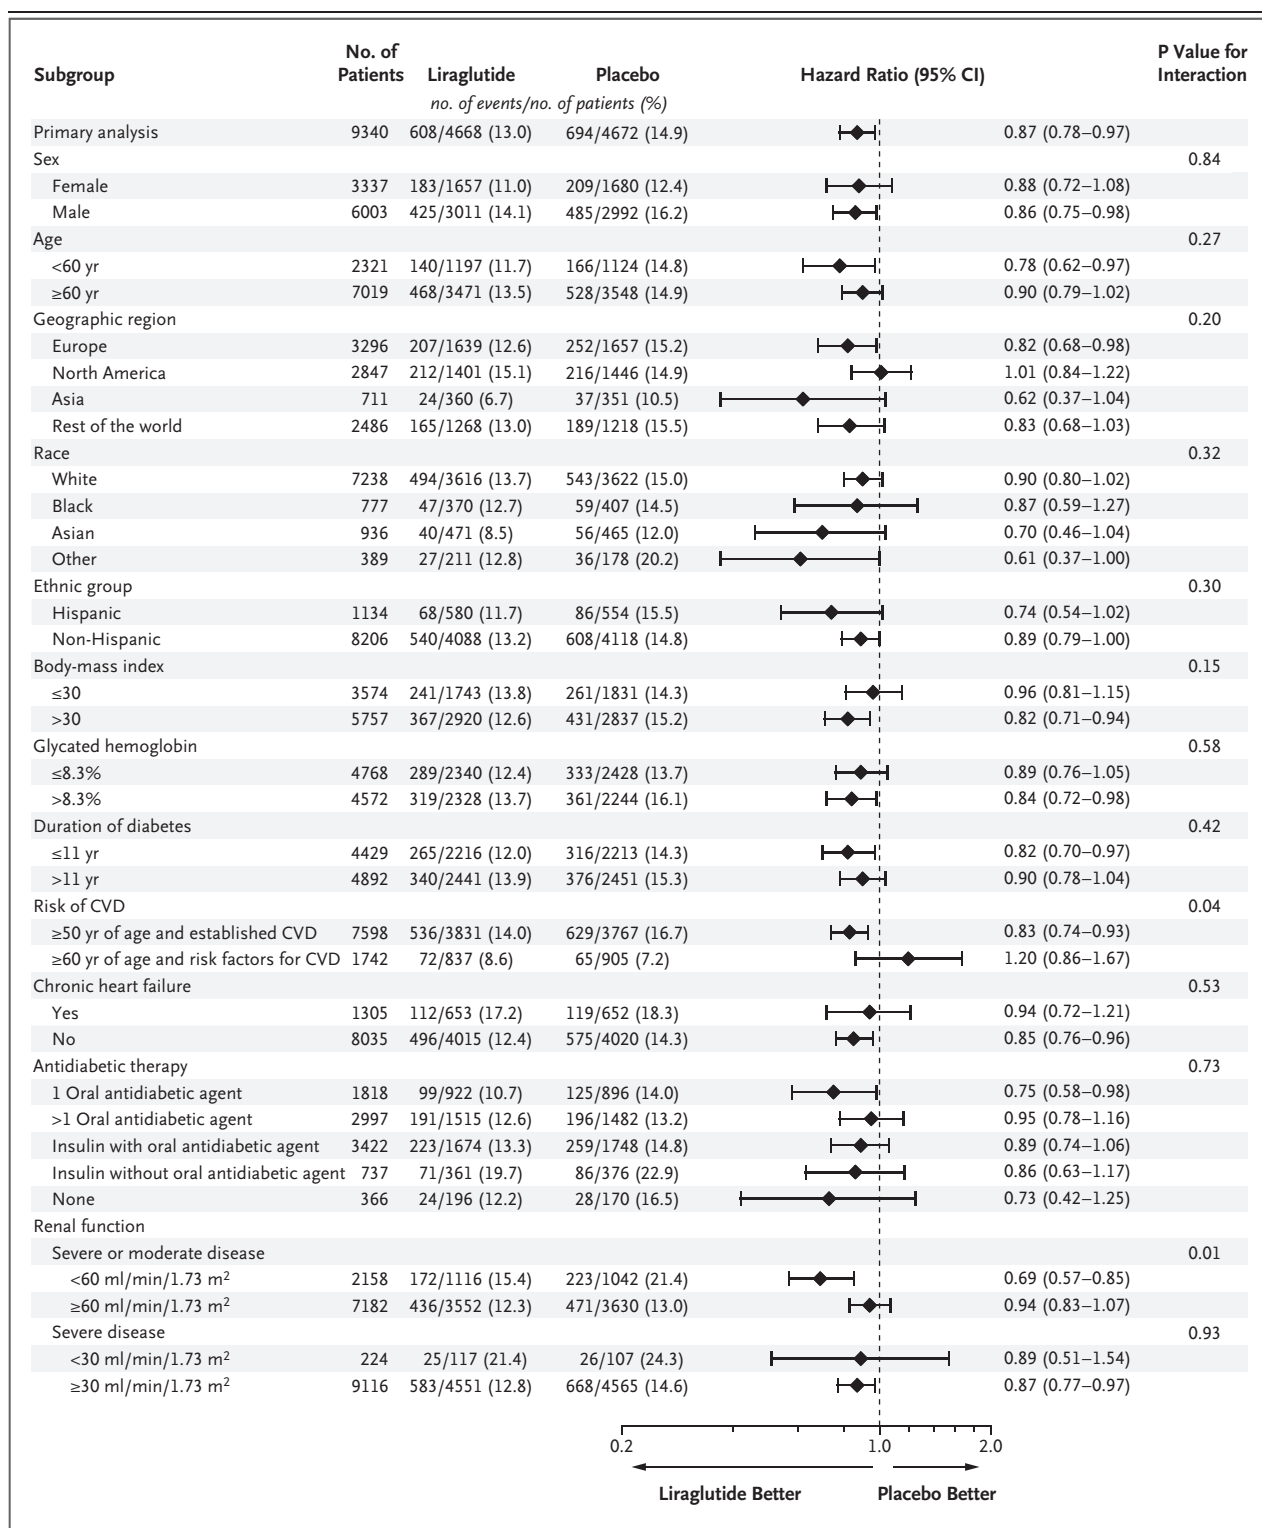 Subgroup No. of Patients Liraglutide Placebo Hazard Ratio (95% CI) P Value for Interaction
no. of events/no. of patients (%)
Primary analysis 9340 608/4668 (13.0) 694/4672 (14.9) 0.87 (0.78–0.97)
Sex 0.84
Female 3337 183/1657 (11.0) 209/1680 (12.4) 0.88 (0.72–1.08)
Male 6003 425/3011 (14.1) 485/2992 (16.2) 0.86 (0.75–0.98)
Age 0.27
<60 yr 2321 140/1197 (11.7) 166/1124 (14.8) 0.78 (0.62–0.97)
≥60 yr 7019 468/3471 (13.5) 528/3548 (14.9) 0.90 (0.79–1.02)
Geographic region 0.20
Europe 3296 207/1639 (12.6) 252/1657 (15.2) 0.82 (0.68–0.98)
North America 2847 212/1401 (15.1) 216/1446 (14.9) 1.01 (0.84–1.22)
Asia 711 24/360 (6.7) 37/351 (10.5) 0.62 (0.37–1.04)
Rest of the world 2486 165/1268 (13.0) 189/1218 (15.5) 0.83 (0.68–1.03)
Race 0.32
White 7238 494/3616 (13.7) 543/3622 (15.0) 0.90 (0.80–1.02)
Black 777 47/370 (12.7) 59/407 (14.5) 0.87 (0.59–1.27)
Asian 936 40/471 (8.5) 56/465 (12.0) 0.70 (0.46–1.04)
Other 389 27/211 (12.8) 36/178 (20.2) 0.61 (0.37–1.00)
Ethnic group 0.30
Hispanic 1134 68/580 (11.7) 86/554 (15.5) 0.74 (0.54–1.02)
Non-Hispanic 8206 540/4088 (13.2) 608/4118 (14.8) 0.89 (0.79–1.00)
Body-mass index 0.15
≤30 3574 241/1743 (13.8) 261/1831 (14.3) 0.96 (0.81–1.15)
>30 5757 367/2920 (12.6) 431/2837 (15.2) 0.82 (0.71–0.94)
Glycated hemoglobin 0.58
≤8.3% 4768 289/2340 (12.4) 333/2428 (13.7) 0.89 (0.76–1.05)
>8.3% 4572 319/2328 (13.7) 361/2244 (16.1) 0.84 (0.72–0.98)
Duration of diabetes 0.42
≤11 yr 4429 265/2216 (12.0) 316/2213 (14.3) 0.82 (0.70–0.97)
>11 yr 4892 340/2441 (13.9) 376/2451 (15.3) 0.90 (0.78–1.04)
Risk of CVD 0.04
≥50 yr of age and established CVD 7598 536/3831 (14.0) 629/3767 (16.7) 0.83 (0.74–0.93)
≥60 yr of age and risk factors for CVD 1742 72/837 (8.6) 65/905 (7.2) 1.20 (0.86–1.67)
Chronic heart failure 0.53
Yes 1305 112/653 (17.2) 119/652 (18.3) 0.94 (0.72–1.21)
No 8035 496/4015 (12.4) 575/4020 (14.3) 0.85 (0.76–0.96)
Antidiabetic therapy 0.73
1 Oral antidiabetic agent 1818 99/922 (10.7) 125/896 (14.0) 0.75 (0.58–0.98)
>1 Oral antidiabetic agent 2997 191/1515 (12.6) 196/1482 (13.2) 0.95 (0.78–1.16)
Insulin with oral antidiabetic agent 3422 223/1674 (13.3) 259/1748 (14.8) 0.89 (0.74–1.06)
Insulin without oral antidiabetic agent 737 71/361 (19.7) 86/376 (22.9) 0.86 (0.63–1.17)
None 366 24/196 (12.2) 28/170 (16.5) 0.73 (0.42–1.25)
Renal function
Severe or moderate disease 0.01
<60 ml/min/1.73 m² 2158 172/1116 (15.4) 223/1042 (21.4) 0.69 (0.57–0.85)
≥60 ml/min/1.73 m² 7182 436/3552 (12.3) 471/3630 (13.0) 0.94 (0.83–1.07)
Severe disease 0.93
<30 ml/min/1.73 m² 224 25/117 (21.4) 26/107 (24.3) 0.89 (0.51–1.54)
≥30 ml/min/1.73 m² 9116 583/4551 (12.8) 668/4565 (14.6) 0.87 (0.77–0.97)
0.2 1.0 2.0
Liraglutide Better Placebo Better